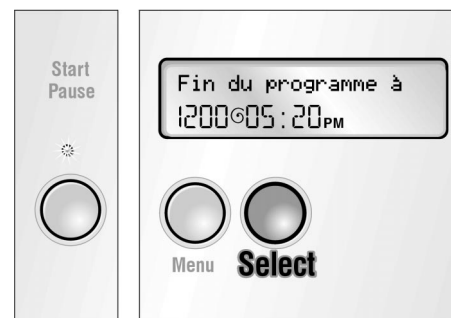 Start
Pause
Fin du programme à
1200 05:20PM
Menu
Select